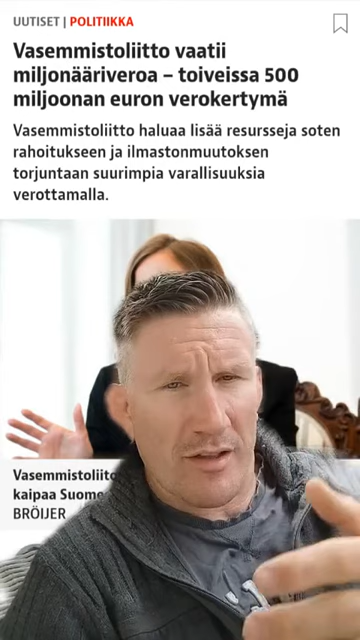 UUTISET | POLITIIKKA
Vasemmistoliitto vaatii
miljonääriveroa – toiveissa 500
miljoonan euron verokertymä
Vasemmistoliitto haluaa lisää resursseja soten
rahoitukseen ja ilmastonmuutoksen
torjuntaan suurimpia varallisuuksia
verottamalla.
Vasemmistoliito
kaipaa Suome
BRÖIJER